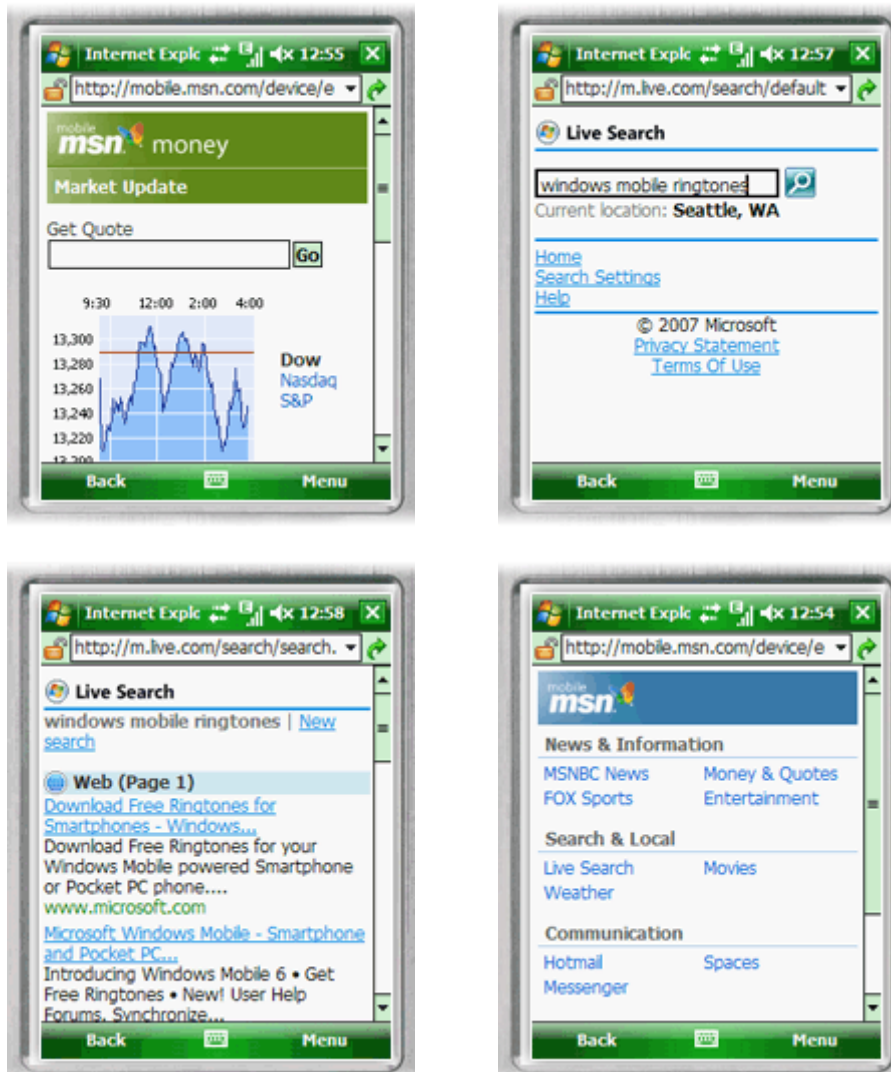 Internet Explc 12:55
http://mobile.msn.com/device/e
mobile
msn money
Market Update
Get Quote
Go
9:30 12:00 2:00 4:00
13,300
13,280
13,260
13,240
13,220
13,200
Dow
Nasdaq
S&P
Back Menu
Internet Explc 12:57
http://m.live.com/search/default
Live Search
windows mobile ringtones
Current location: Seattle, WA
Home
Search Settings
Help
© 2007 Microsoft
Privacy Statement
Terms Of Use
Back Menu
Internet Explc 12:58
http://m.live.com/search/search.
Live Search
windows mobile ringtones | New
search
Web (Page 1)
Download Free Ringtones for
Smartphones - Windows...
Download Free Ringtones for your
Windows Mobile powered Smartphone
or Pocket PC phone....
www.microsoft.com
Microsoft Windows Mobile - Smartphone
and Pocket PC...
Introducing Windows Mobile 6 • Get
Free Ringtones • New! User Help
Forums. Synchronize...
Back Menu
Internet Explc 12:54
http://mobile.msn.com/device/e
mobile
msn
News & Information
MSNBC News Money & Quotes
FOX Sports Entertainment
Search & Local
Live Search Movies
Weather
Communication
Hotmail Spaces
Messenger
Back Menu